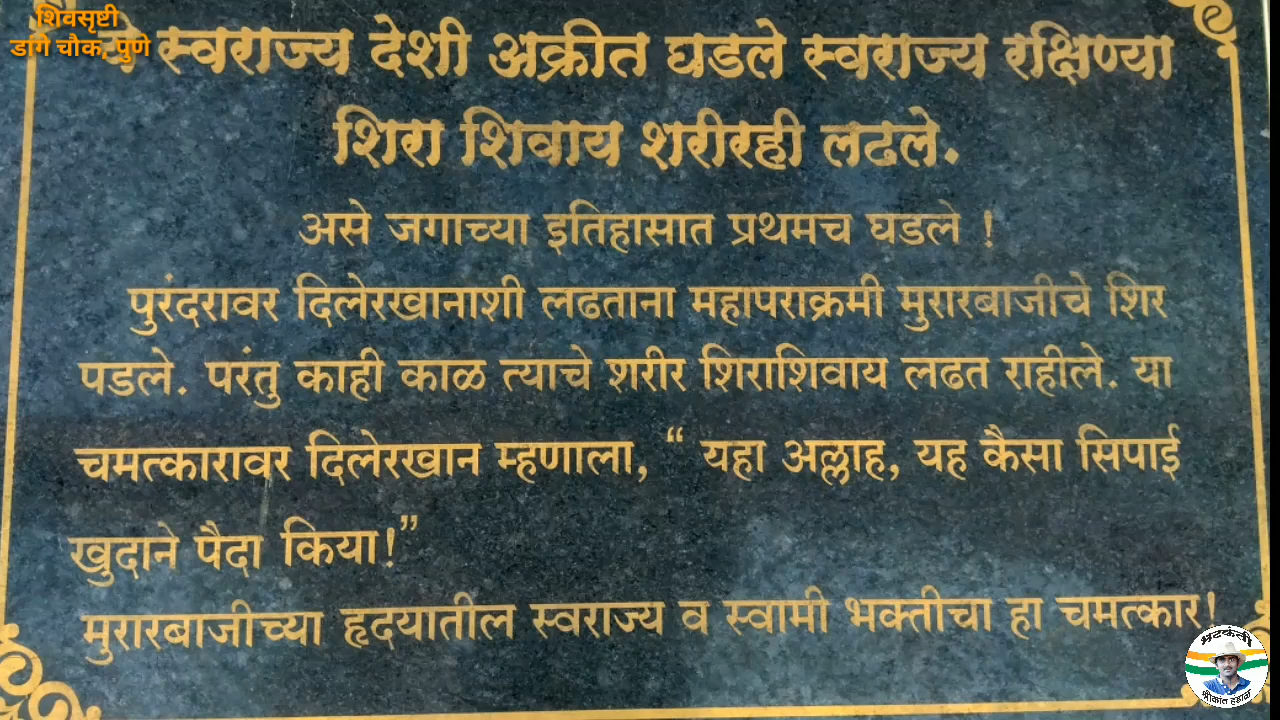 शिवसृष्टी
डांगे चौक, पुणे
स्वराज्य देशी अक्रीत घडले स्वराज्य रक्षिण्या
शिरा शिवाय शरीरही लढले.
असे जगाच्या इतिहासात प्रथमच घडले !
पुरंदरावर दिलेरखानाशी लढताना महापराक्रमी मुरारबाजीचे शिर
पडले. परंतु काही काळ त्याचे शरीर शिराशिवाय लढत राहीले. या
चमत्कारावर दिलेरखान म्हणाला, “ यहा अल्लाह, यह कैसा सिपाई
खुदाने पैदा किया!”
मुरारबाजीच्या हृदयातील स्वराज्य व स्वामी भक्तीचा हा चमत्कार!
भटकंती